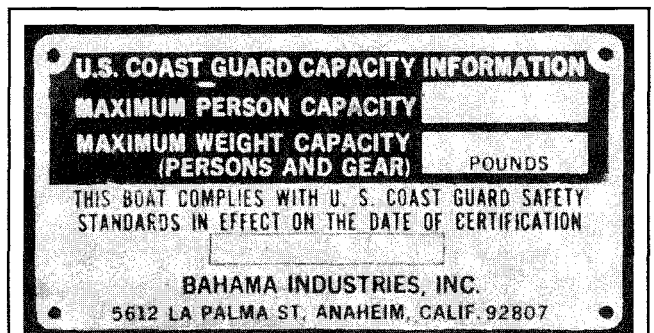 U.S. COAST GUARD CAPACITY INFORMATION
MAXIMUM PERSON CAPACITY
MAXIMUM WEIGHT CAPACITY
(PERSONS AND GEAR) POUNDS
THIS BOAT COMPLIES WITH U. S. COAST GUARD SAFETY
STANDARDS IN EFFECT ON THE DATE OF CERTIFICATION
BAHAMA INDUSTRIES, INC.
5612 LA PALMA ST, ANAHEIM, CALIF. 92807